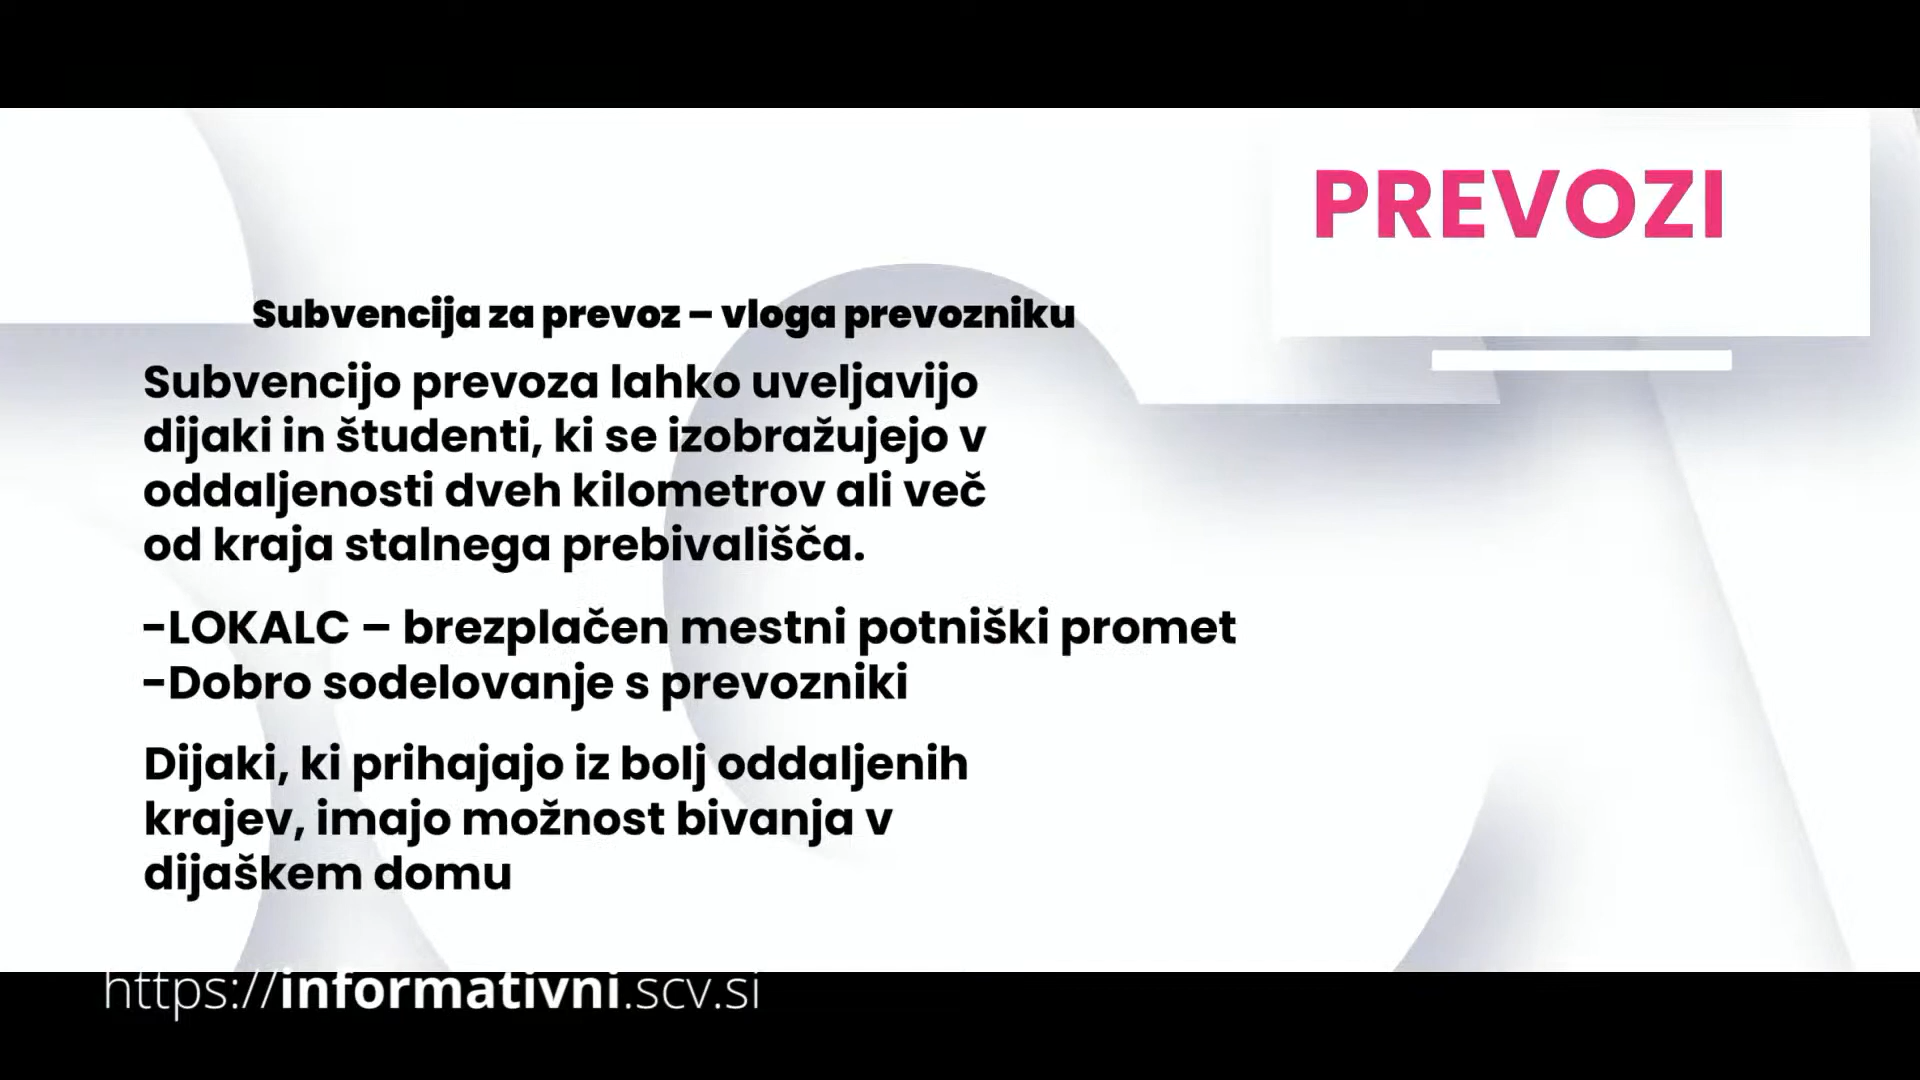 PREVOZI
Subvencija za prevoz – vloga prevozniku
Subvencijo prevoza lahko uveljavijo
dijaki in študenti, ki se izobražujejo v
oddaljenosti dveh kilometrov ali več
od kraja stalnega prebivališča.
-LOKALC – brezplačen mestni potniški promet
-Dobro sodelovanje s prevozniki
Dijaki, ki prihajajo iz bolj oddaljenih
krajev, imajo možnost bivanja v
dijaškem domu
https://informativni.scv.si